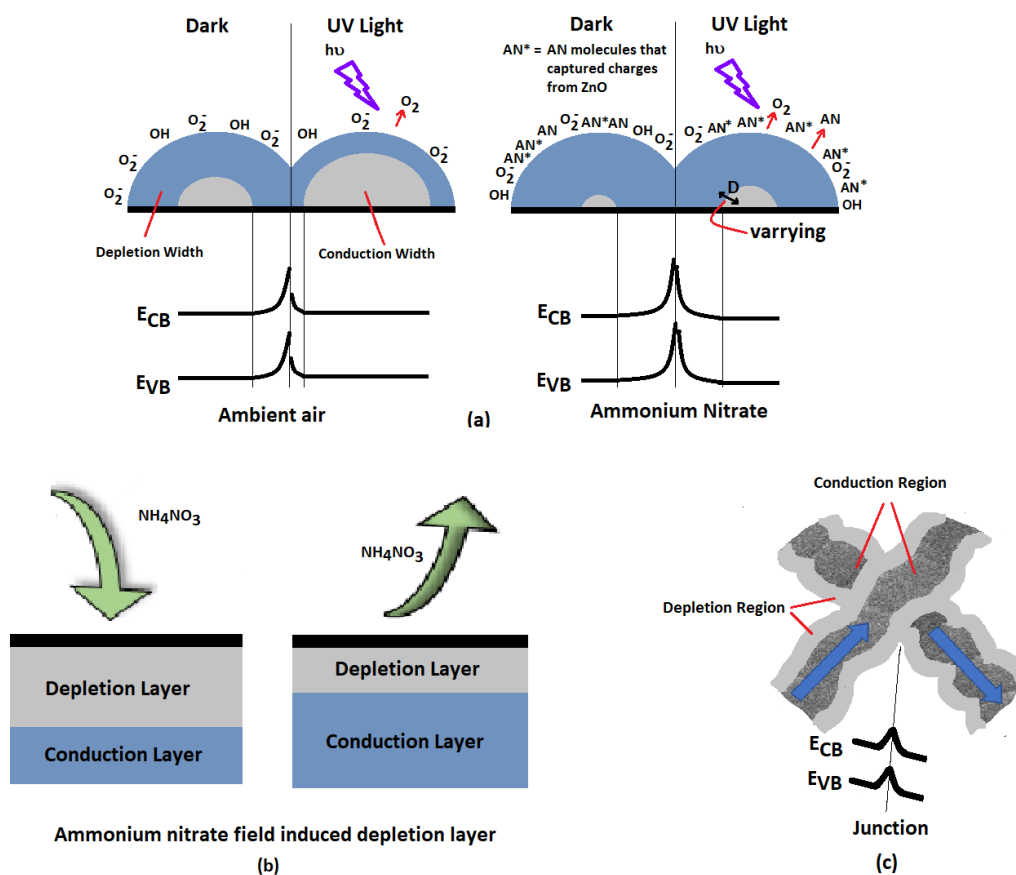 Dark
UV Light
hυ
O2
OH
O2-
OH
O2-
OH
O2-
O2-
O2-
O2-
Depletion Width
Conduction Width
ECB
EVB
Ambient air
Dark
UV Light
AN* = AN molecules that
captured charges
from ZnO
hυ
O2
AN
O2- AN* AN OH
AN
AN*
AN*
O2-
OH
O2-
O2-
AN*
AN*
AN*
AN*
O2-
AN*
OH
D
varrying
ECB
EVB
Ammonium Nitrate
(a)
NH4NO3
NH4NO3
Depletion Layer
Conduction Layer
Depletion Layer
Conduction Layer
Ammonium nitrate field induced depletion layer
(b)
Conduction Region
Depletion Region
ECB
EVB
Junction
(c)